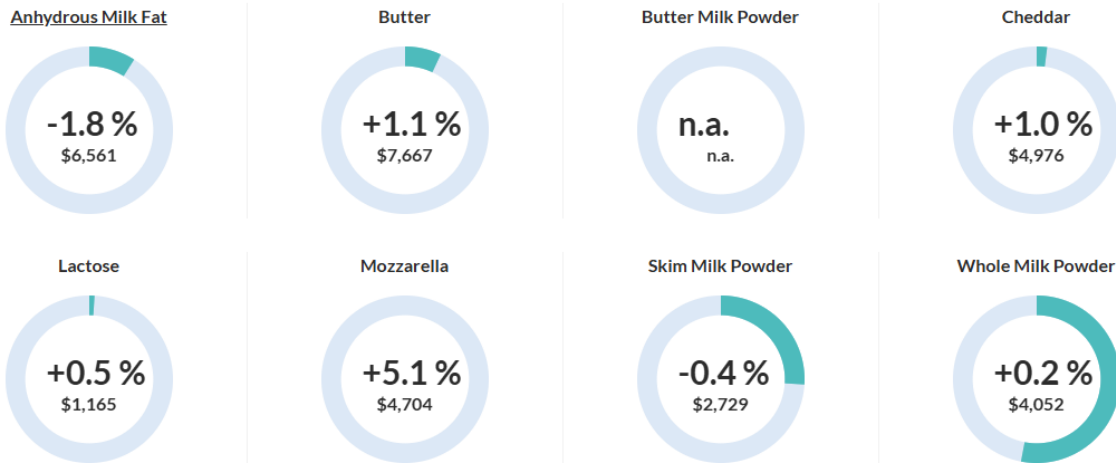 Anhydrous Milk Fat
-1.8 %
$6,561
Butter
+1.1 %
$7,667
Butter Milk Powder
n.a.
n.a.
Cheddar
+1.0 %
$4,976
Lactose
+0.5 %
$1,165
Mozzarella
+5.1 %
$4,704
Skim Milk Powder
-0.4 %
$2,729
Whole Milk Powder
+0.2 %
$4,052